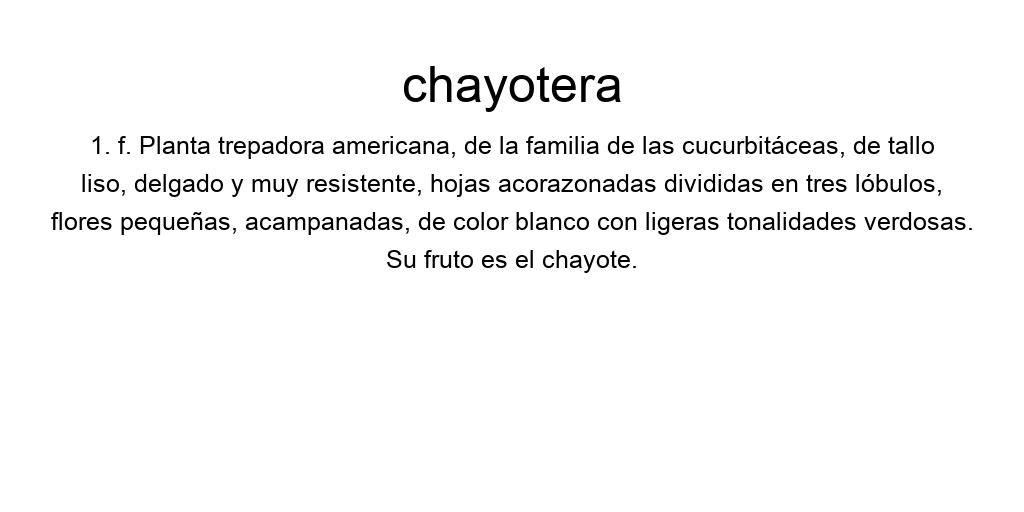 chayotera
1. f. Planta trepadora americana, de la familia de las cucurbitáceas, de tallo
liso, delgado y muy resistente, hojas acorazonadas divididas en tres lóbulos,
flores pequeñas, acampanadas, de color blanco con ligeras tonalidades verdosas.
Su fruto es el chayote.